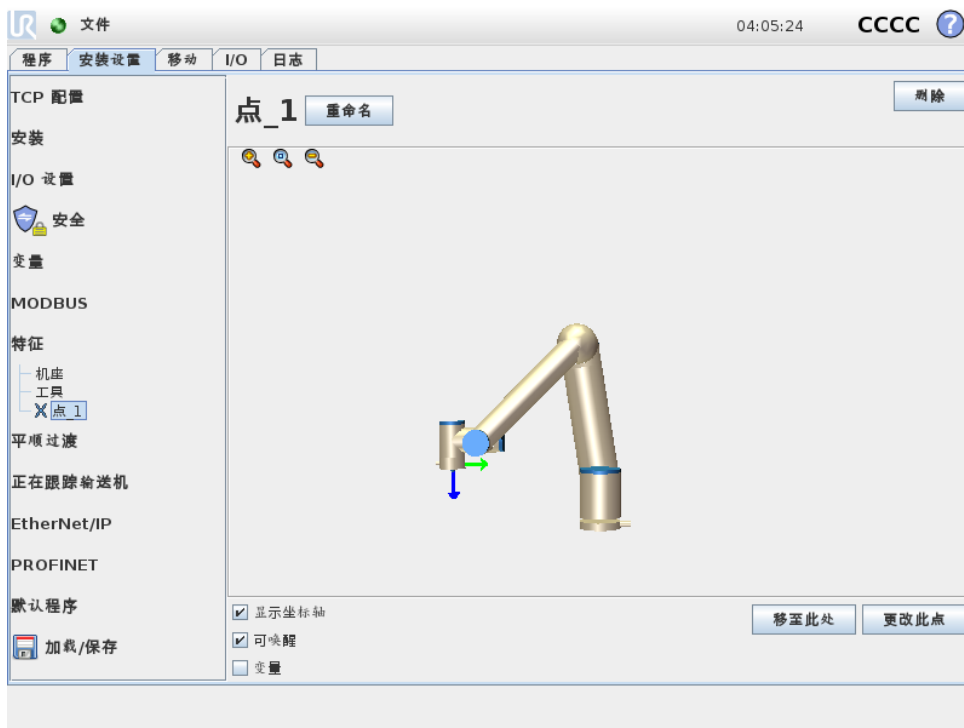 UR 文件 04:05:24 CCCC ?
程序 安装设置 移动 I/O 日志
TCP 配置
点_1 重命名 删除
安装
I/O 设置
安全
变量
MODBUS
特征
机座
工具
点_1
平顺过渡
正在跟踪输送机
EtherNet/IP
PROFINET
默认程序
加载/保存
显示坐标轴
可唤醒
变量
移至此处 更改此点